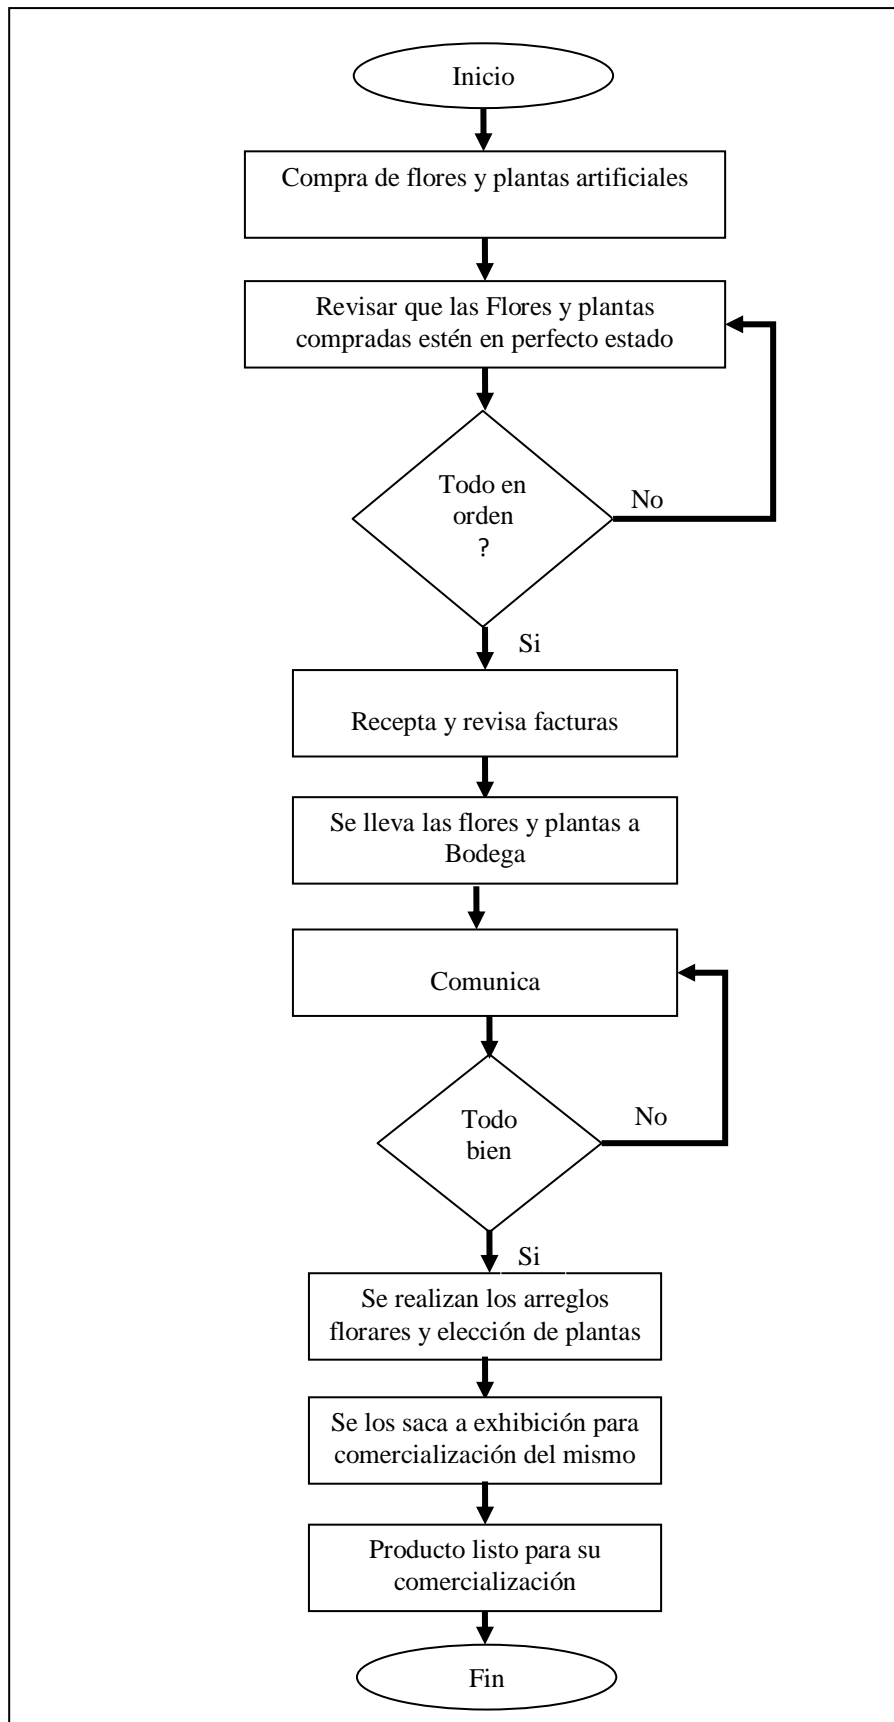 Inicio
Compra de flores y plantas artificiales
Revisar que las Flores y plantas
compradas estén en perfecto estado
Todo en
orden
?
No
Si
Recepta y revisa facturas
Se lleva las flores y plantas a
Bodega
Comunica
Todo
bien
No
Si
Se realizan los arreglos
florares y elección de plantas
Se los saca a exhibición para
comercialización del mismo
Producto listo para su
comercialización
Fin